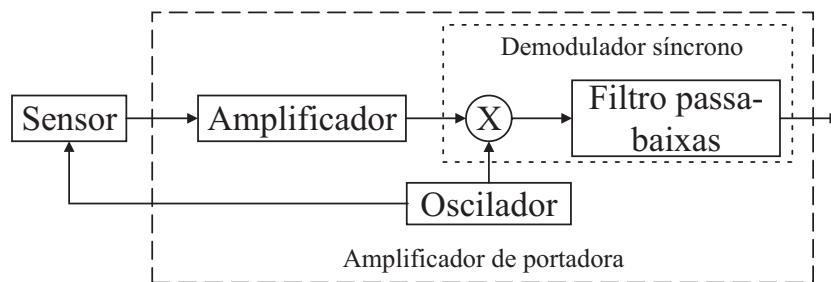 Demodulador síncrono
Sensor
Amplificador
X
Filtro passa-
baixas
Oscilador
Amplificador de portadora